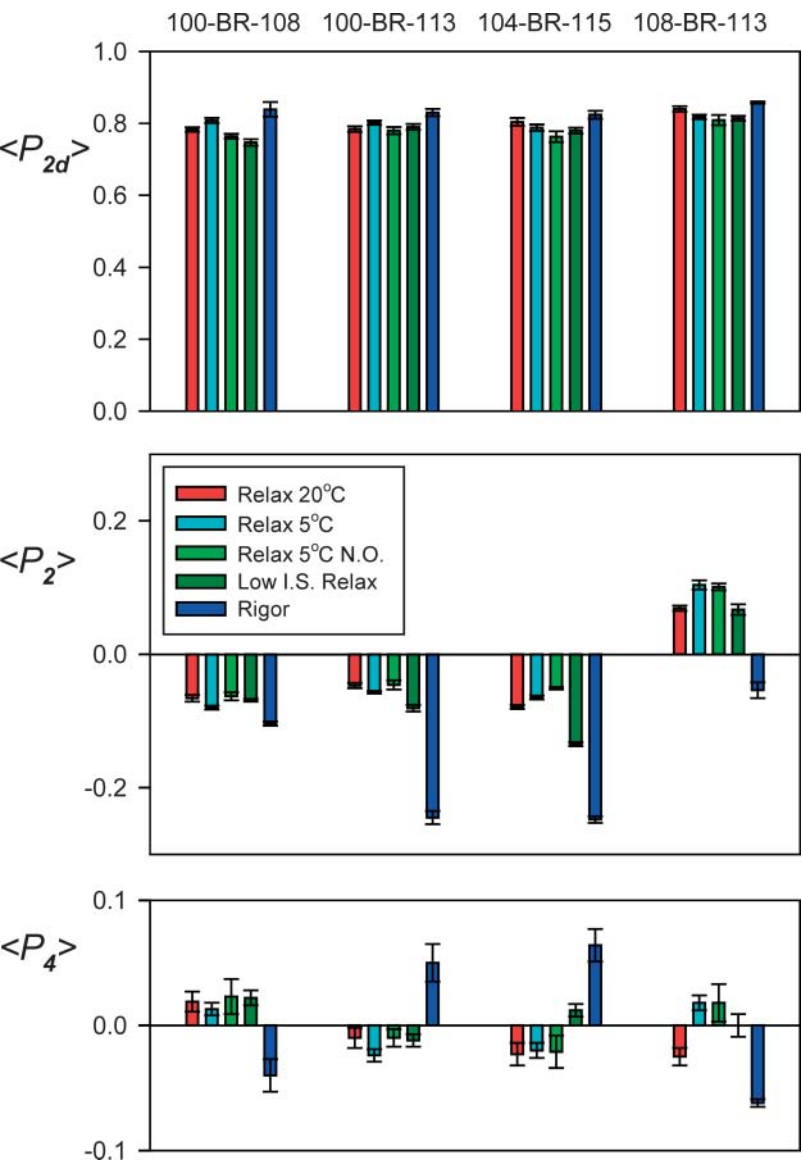 100-BR-108 100-BR-113 104-BR-115 108-BR-113
1.0
0.8
<P2d>
0.6
0.4
0.2
0.0
0.2
<P2>
0.0
-0.2
Relax 20°C
Relax 5°C
Relax 5°C N.O.
Low I.S. Relax
Rigor
0.1
<P4>
0.0
-0.1